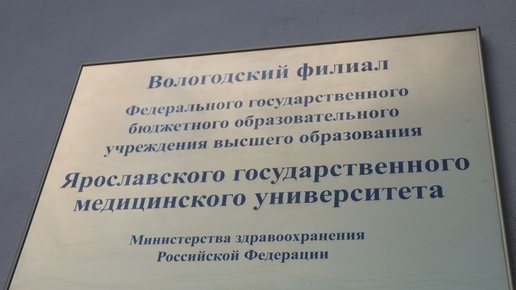 Вологодский филиал
Федерального государственного
бюджетного образовательного
учреждения высшего образования
Ярославского государственного
медицинского университета
Министерства здравоохранения
Российской Федерации